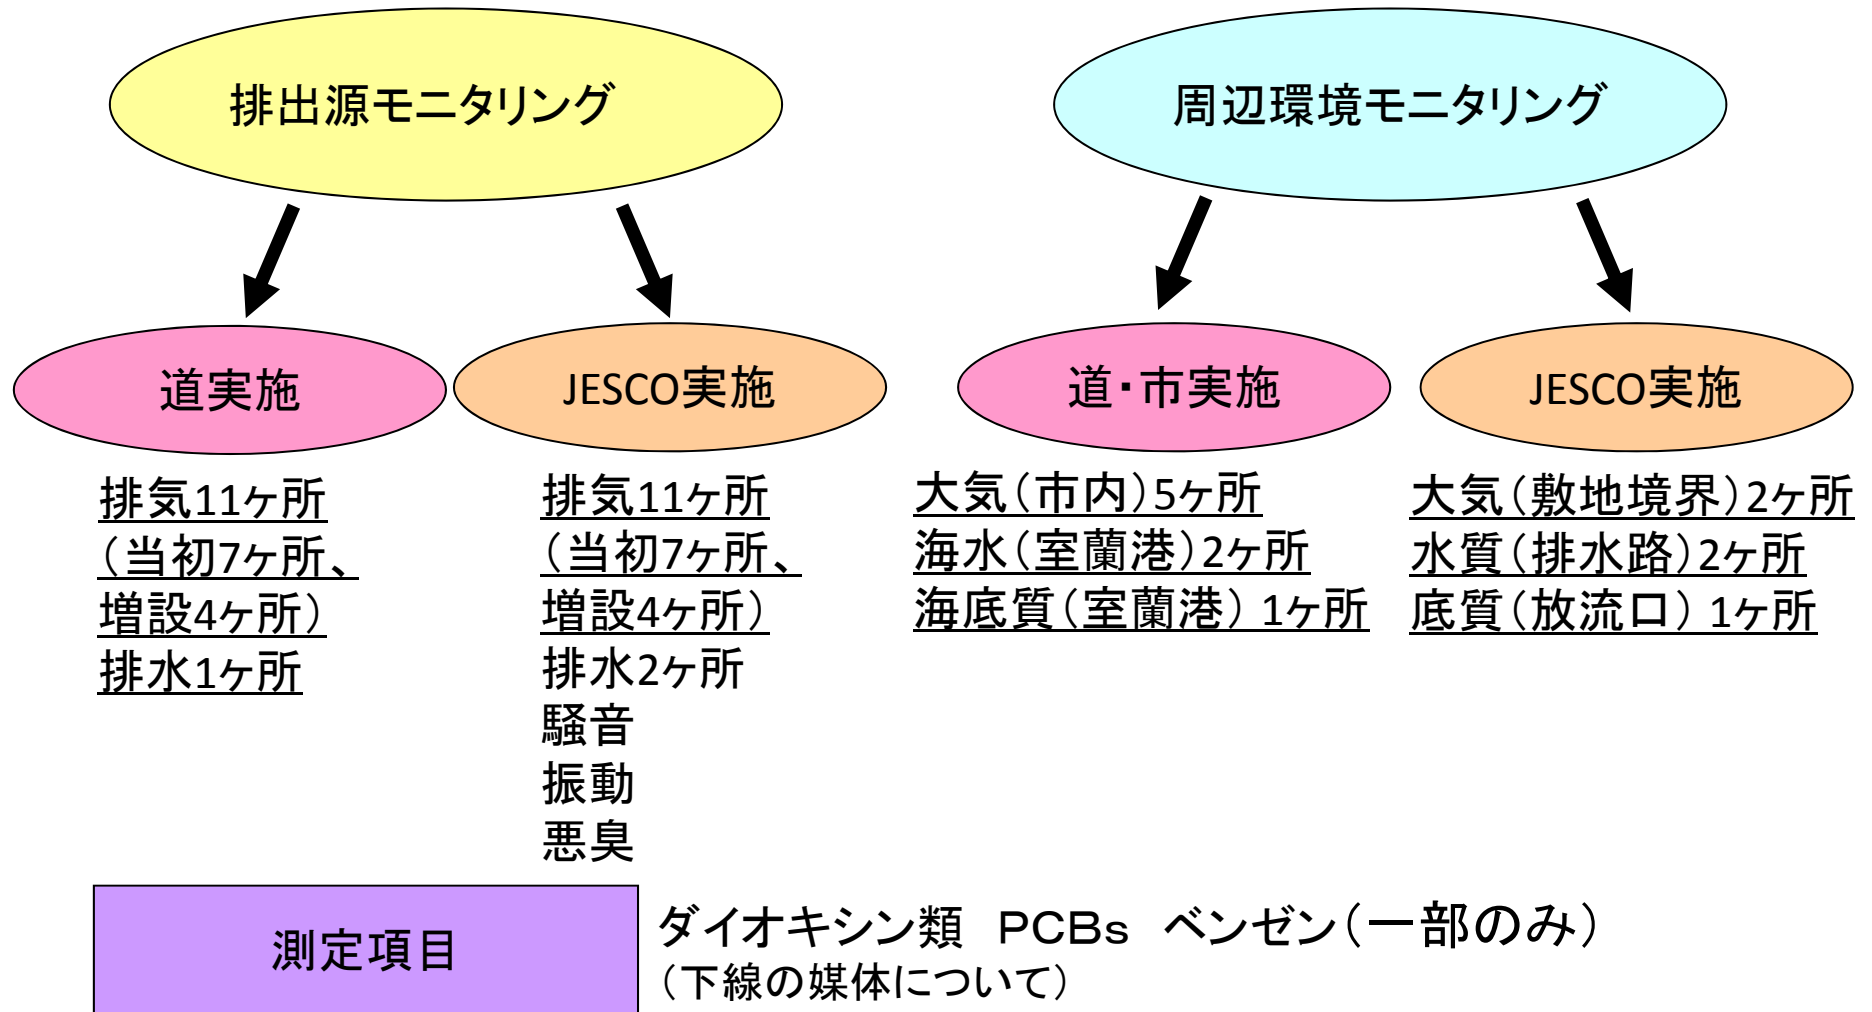 排出源モニタリング
周辺環境モニタリング
道実施
JESCO実施
道・市実施
JESCO実施
排気11ヶ所
（当初7ヶ所、
増設4ヶ所）
排水1ヶ所
排気11ヶ所
（当初7ヶ所、
増設4ヶ所）
排水2ヶ所
騒音
振動
悪臭
大気（市内）5ヶ所
海水（室蘭港）2ヶ所
海底質（室蘭港） 1ヶ所
大気（敷地境界）2ヶ所
水質（排水路）2ヶ所
底質（放流口） 1ヶ所
測定項目
ダイオキシン類　ＰＣＢｓ　ベンゼン（一部のみ）
（下線の媒体について）